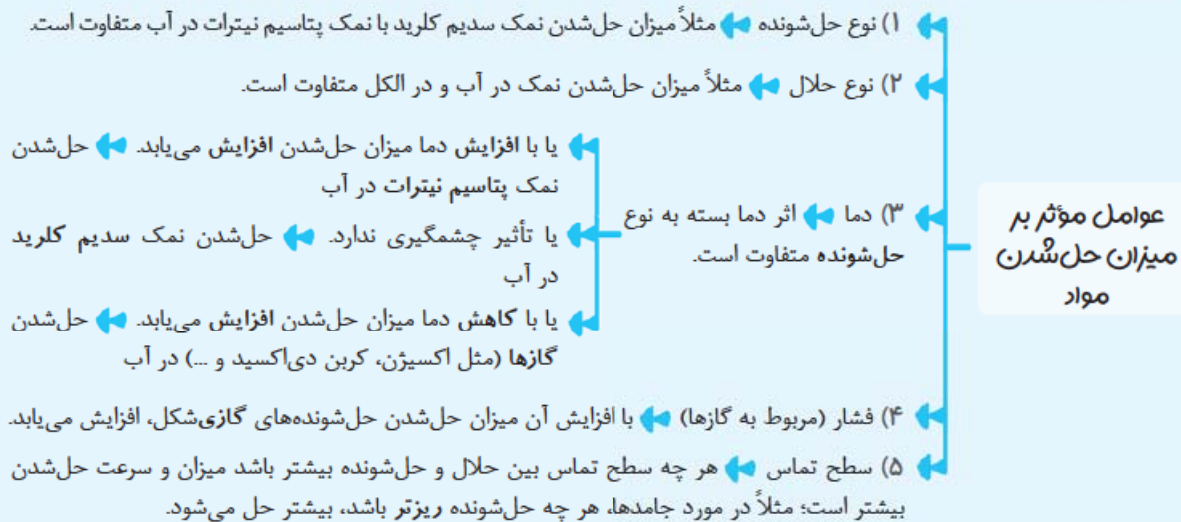 عوامل مؤثر بر
میزان حل‌شدن
مواد
۱) نوع حل‌شونده مثلاً میزان حل‌شدن نمک سدیم کلرید با نمک پتاسیم نیترات در آب متفاوت است.
۲) نوع حلال مثلاً میزان حل‌شدن نمک در آب و در الکل متفاوت است.
۳) دما اثر دما بسته به نوع
حل‌شونده متفاوت است.
یا با افزایش دما میزان حل‌شدن افزایش می‌یابد. حل‌شدن
نمک پتاسیم نیترات در آب
یا تأثیر چشمگیری ندارد. حل‌شدن نمک سدیم کلرید
در آب
یا با کاهش دما میزان حل‌شدن افزایش می‌یابد. حل‌شدن
گازها (مثل اکسیژن، کربن دی‌اکسید و ...) در آب
۴) فشار (مربوط به گازها) با افزایش آن میزان حل‌شدن حل‌شونده‌های گازی‌شکل، افزایش می‌یابد.
۵) سطح تماس هر چه سطح تماس بین حلال و حل‌شونده بیشتر باشد میزان و سرعت حل‌شدن
بیشتر است؛ مثلاً در مورد جامدها، هر چه حل‌شونده ریزتر باشد، بیشتر حل می‌شود.